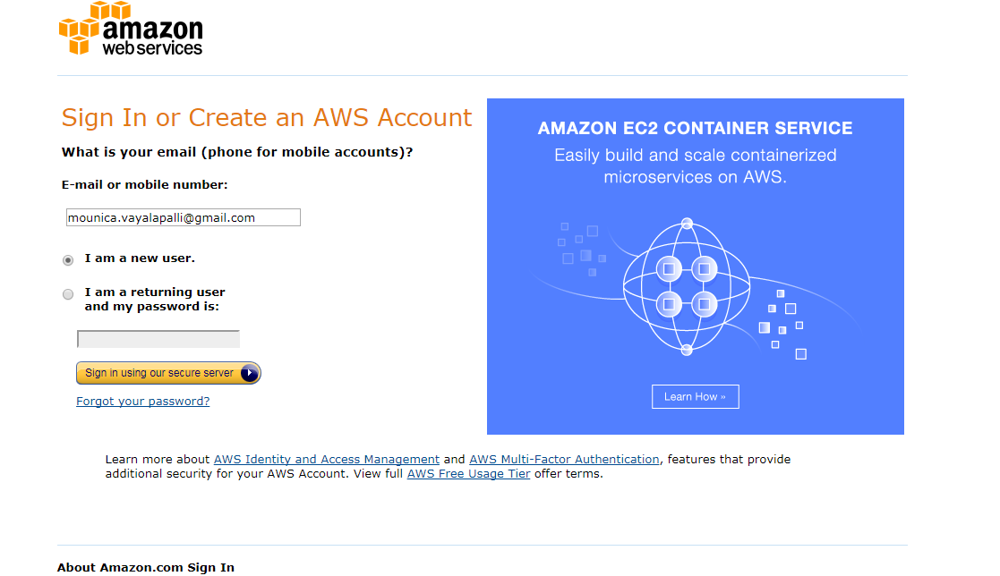 amazon
web services
Sign In or Create an AWS Account
What is your email (phone for mobile accounts)?
E-mail or mobile number:
mounica.vayalapalli@gmail.com
I am a new user.
I am a returning user
and my password is:
Sign in using our secure server
Forgot your password?
AMAZON EC2 CONTAINER SERVICE
Easily build and scale containerized
microservices on AWS.
Learn How »
Learn more about AWS Identity and Access Management and AWS Multi-Factor Authentication, features that provide
additional security for your AWS Account. View full AWS Free Usage Tier offer terms.
About Amazon.com Sign In